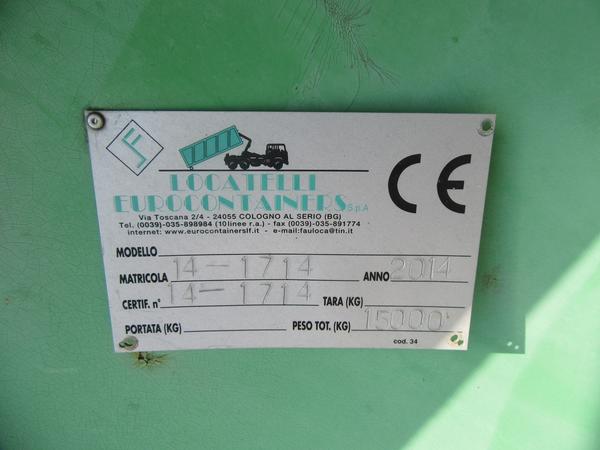 LF
CE
LOCATELLI
EUROCONTAINERS S.p.A
Via Toscana 2/4 - 24055 COLOGNO AL SERIO (BG)
Tel. (0039)-035-898984 (10linee r.a.) - fax (0039)-035-891774
internet: www.eurocontainerslf.it - e-mail:fauloca@tin.it
MODELLO
MATRICOLA 14-1714 ANNO 2014
CERTIF. n° 14-1714 TARA (KG)
PORTATA (KG) PESO TOT. (KG) 15000
cod. 34